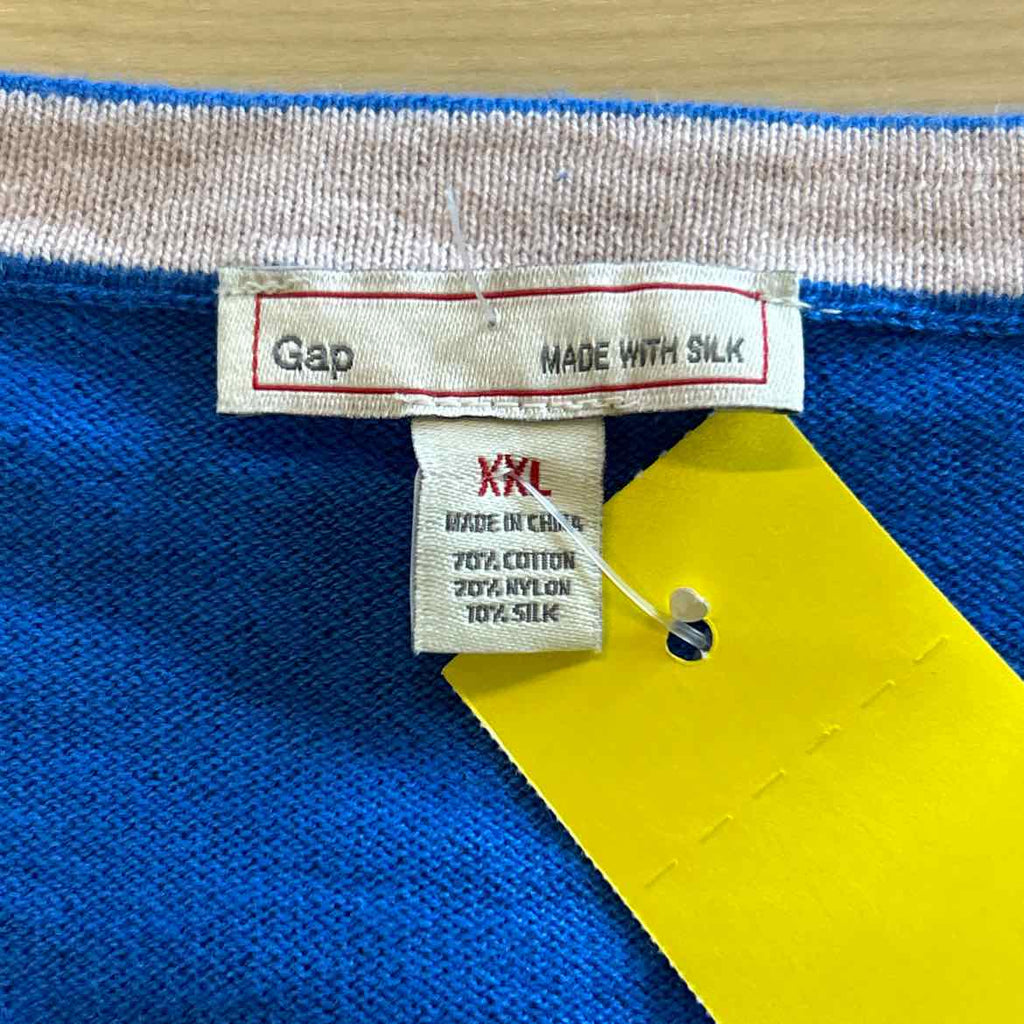 Gap MADE WITH SILK
XXL
MADE IN CHINA
70% COTTON
20% NYLON
10% SILK